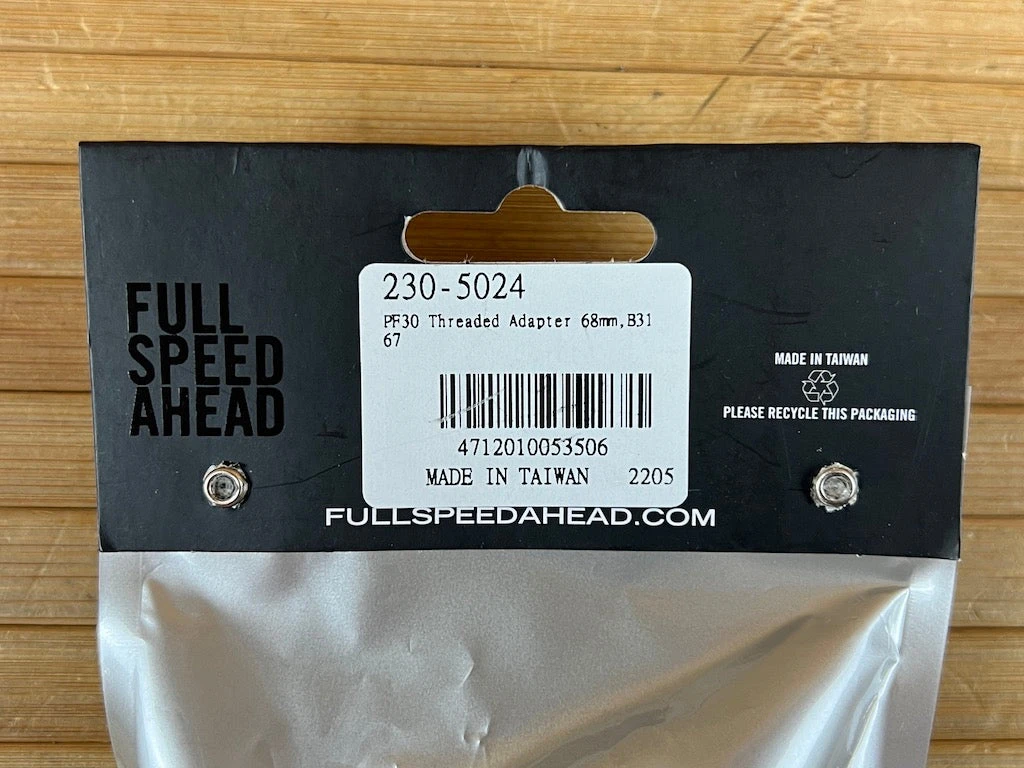 FULL
SPEED
AHEAD
230-5024
PF30 Threaded Adapter 68mm,B31
67
4712010053506
MADE IN TAIWAN 2205
MADE IN TAIWAN
PLEASE RECYCLE THIS PACKAGING
FULLSPEEDAHEAD.COM